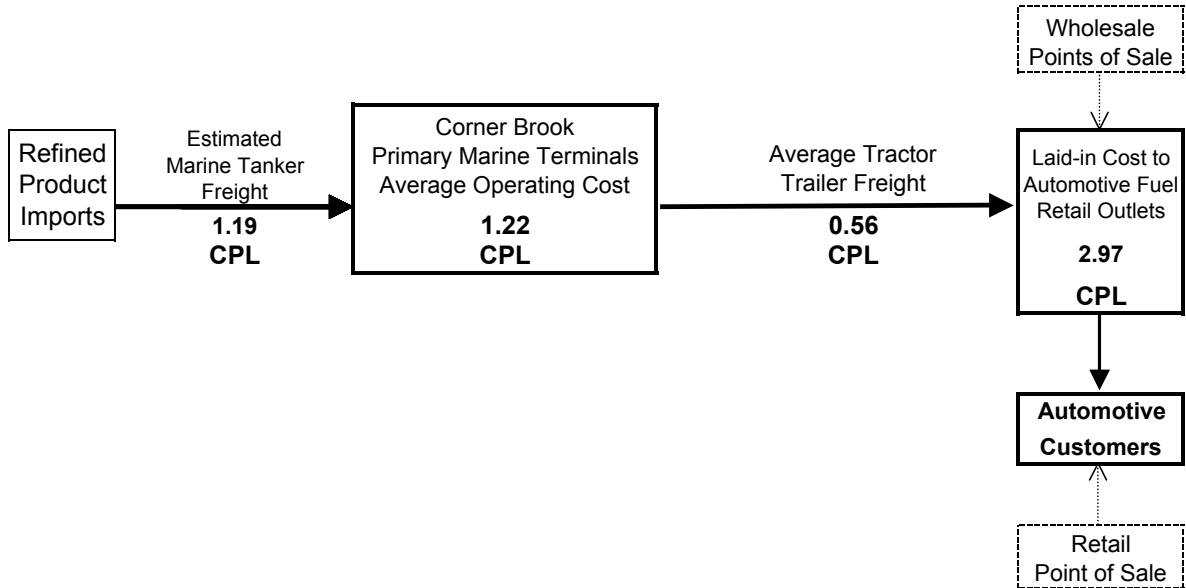 Wholesale
Points of Sale
Refined
Product
Imports
Estimated
Marine Tanker
Freight
1.19
CPL
Corner Brook
Primary Marine Terminals
Average Operating Cost
1.22
CPL
Average Tractor
Trailer Freight
0.56
CPL
Laid-in Cost to
Automotive Fuel
Retail Outlets
2.97
CPL
Automotive
Customers
Retail
Point of Sale